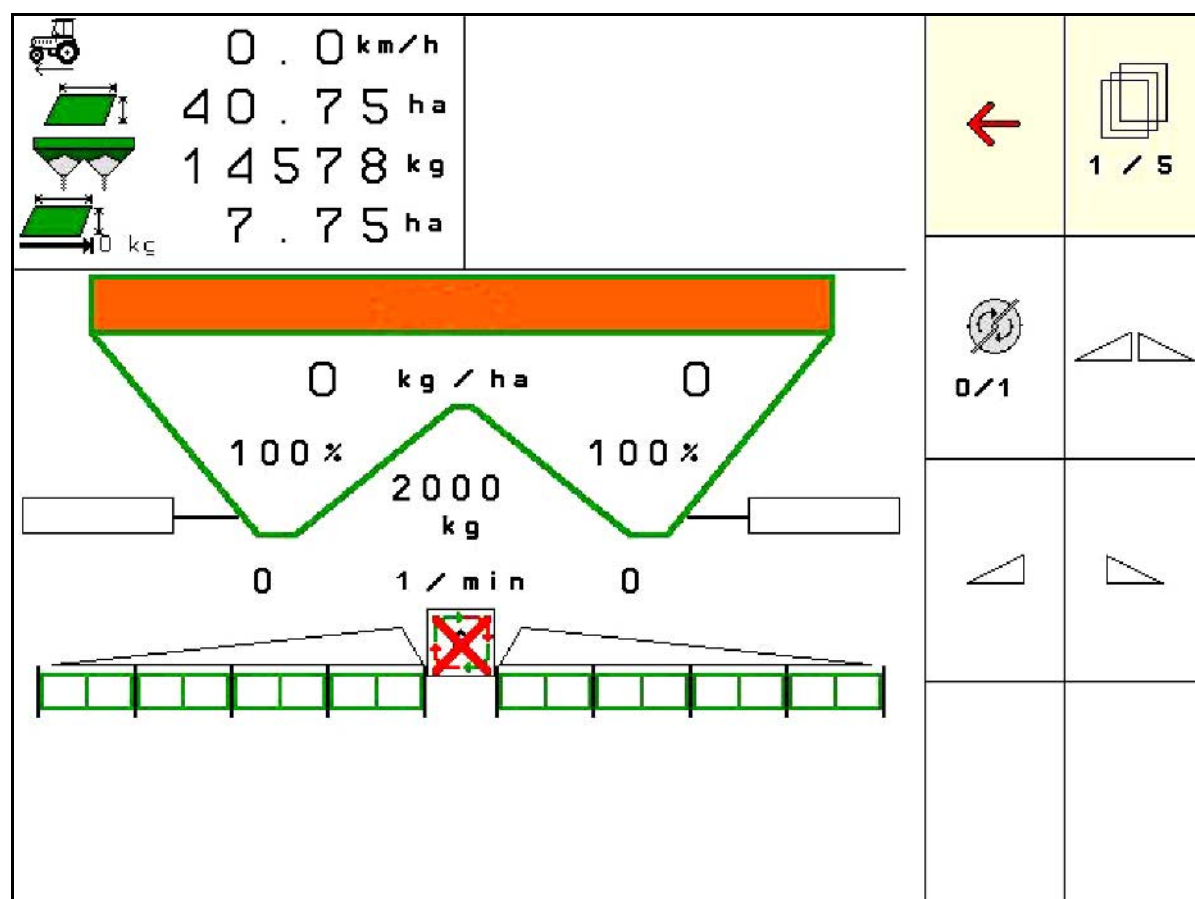 0.0 km/h
40.75 ha
14578 kg
7.75 ha
0 kg
1 / 5
0 kg/ha 0
0/1
100% 100%
2000
kg
0 1/min 0